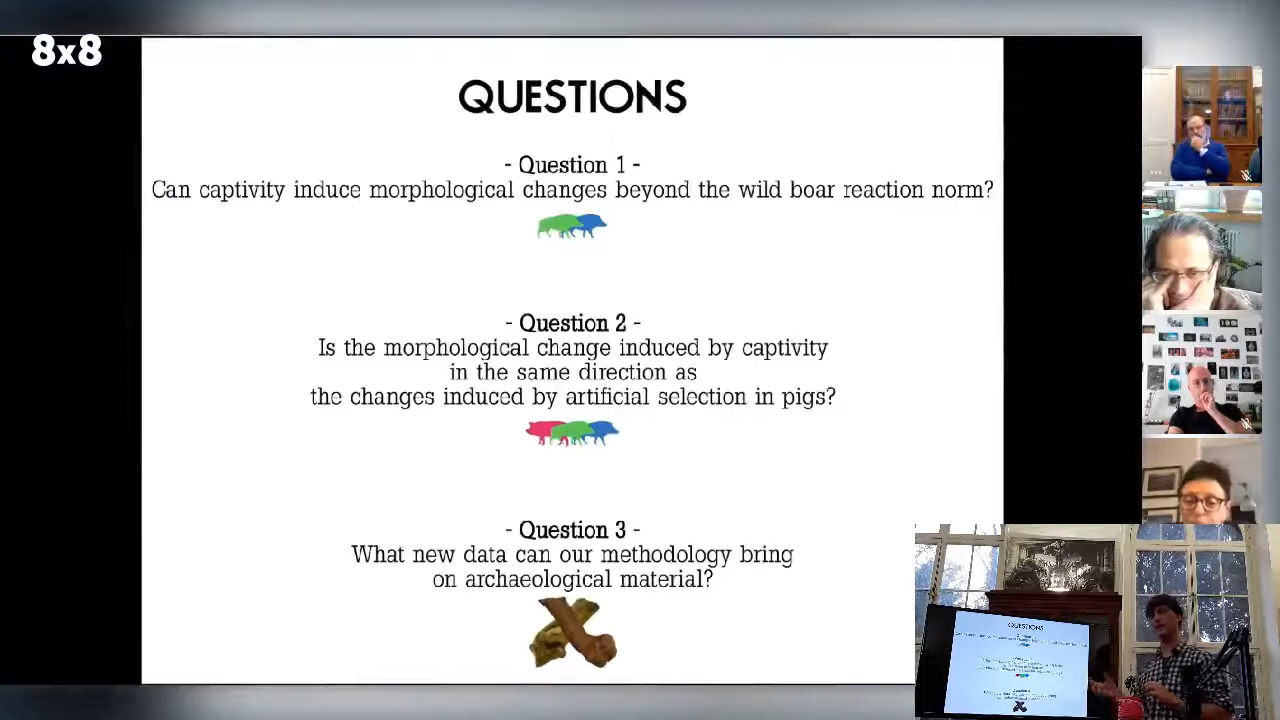 8x8
QUESTIONS
- Question 1 -
Can captivity induce morphological changes beyond the wild boar reaction norm?
- Question 2 -
Is the morphological change induced by captivity
in the same direction as
the changes induced by artificial selection in pigs?
- Question 3 -
What new data can our methodology bring
on archaeological material?
QUESTIONS